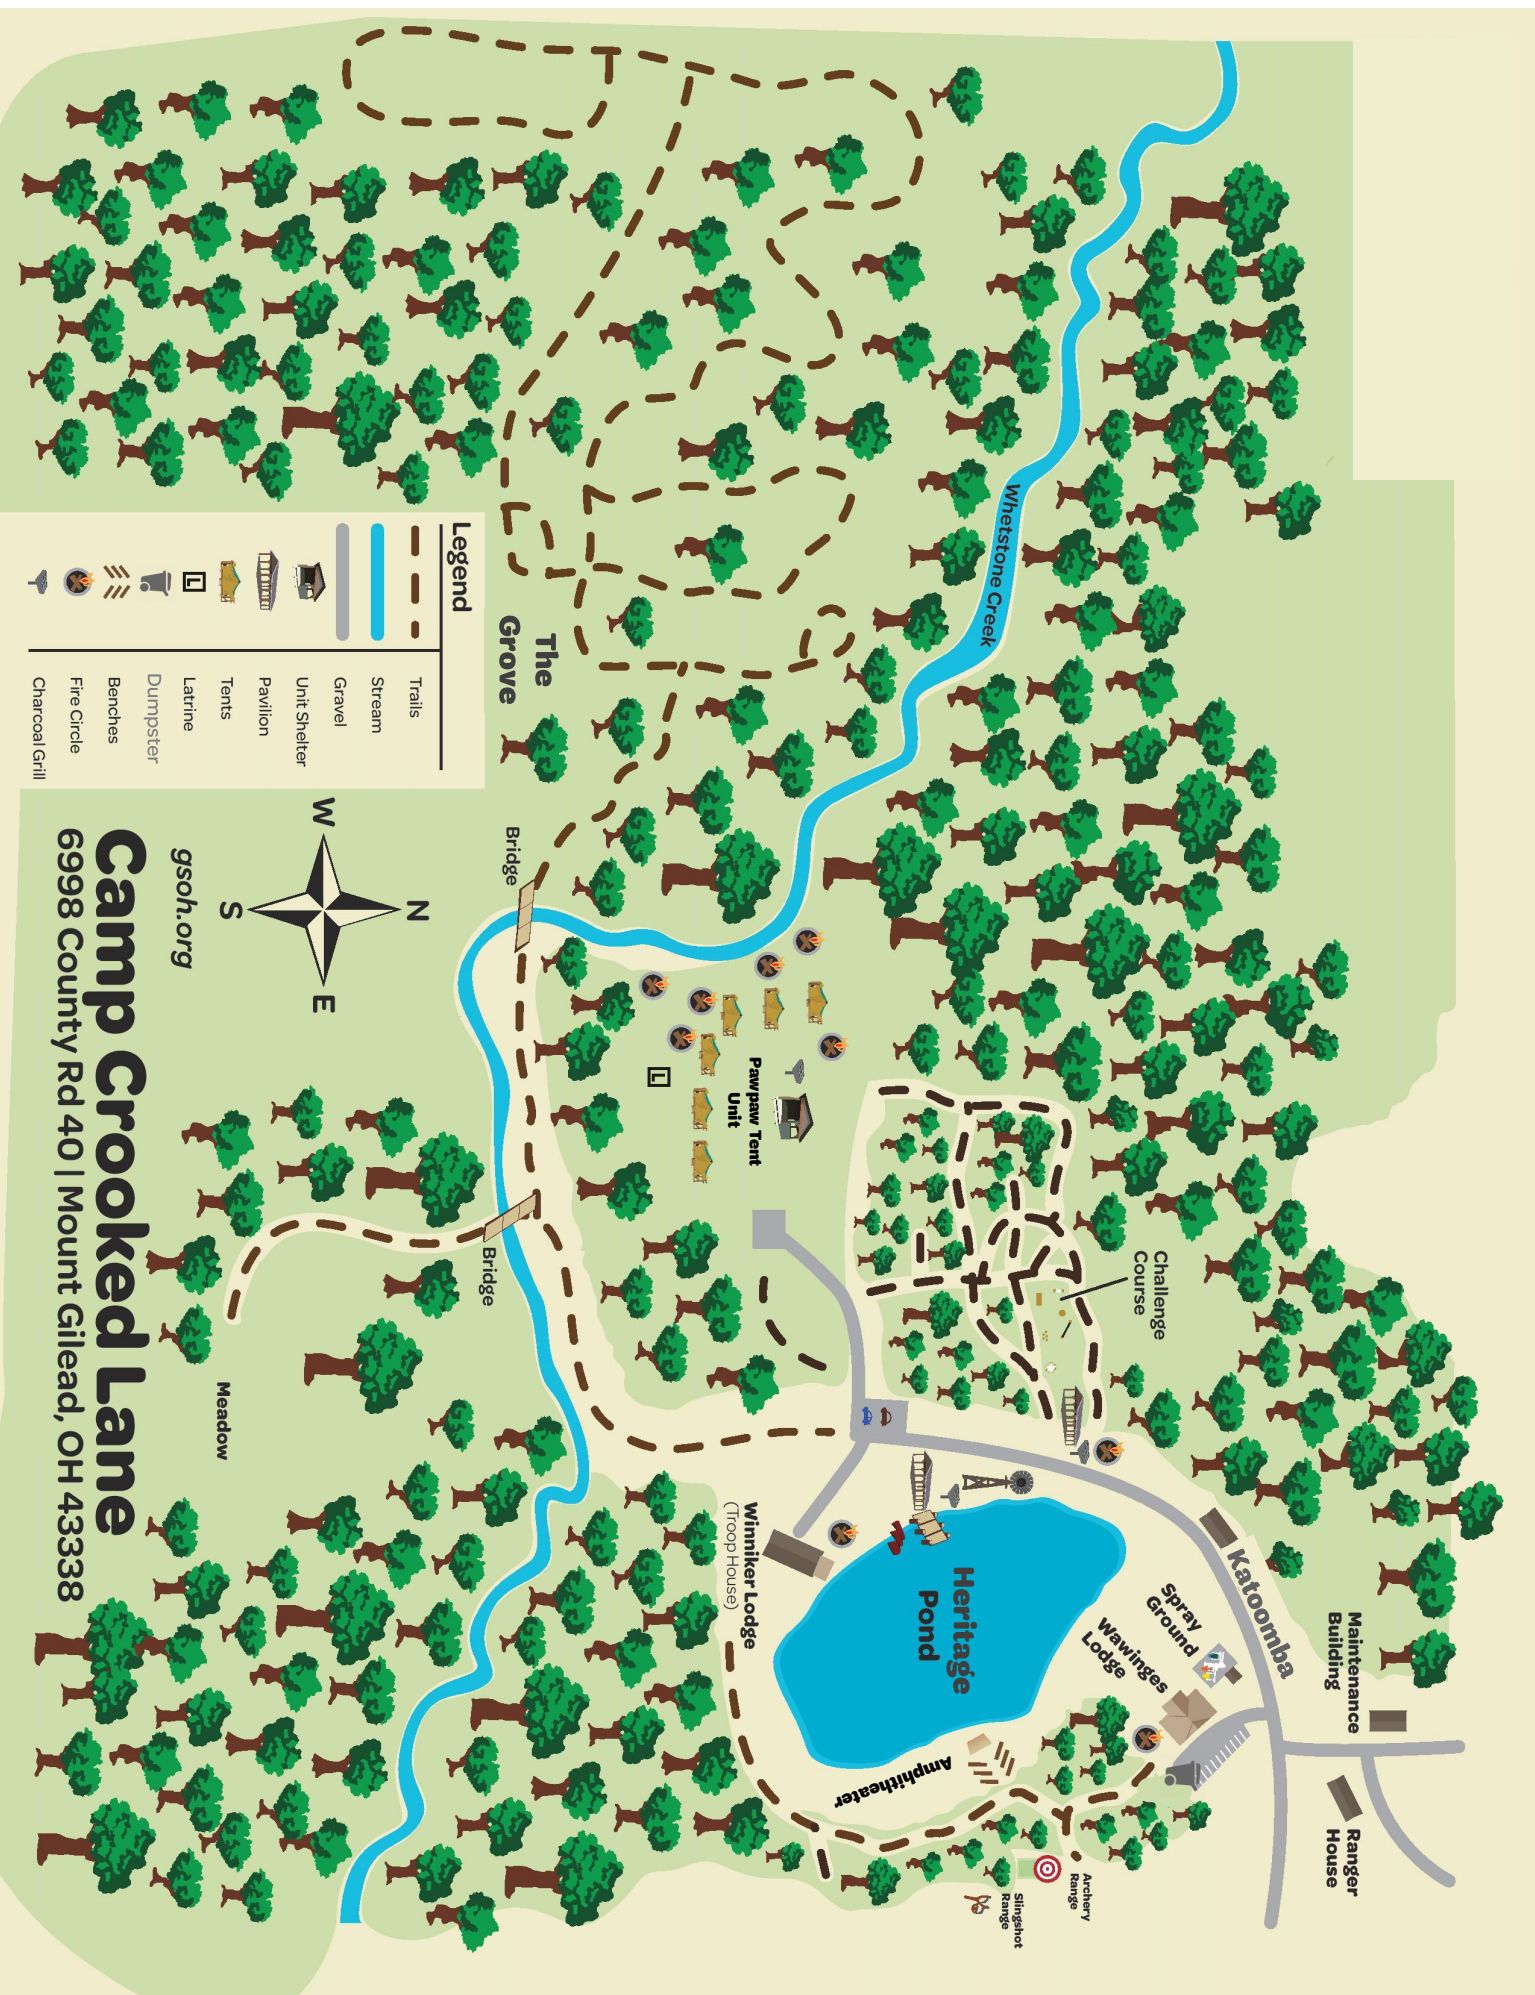 Whetstone Creek
Challenge
Course
Katoomba
Maintenance
Building
Ranger
House
Spray
Ground
Wawinges
Lodge
Heritage
Pond
Amphitheater
Archery
Range
Slingshot
Range
Winniker Lodge
(Troop House)
Pawpaw Tent
Unit
L
The
Grove
Bridge
Bridge
Meadow
Legend
Trails
Stream
Gravel
Unit Shelter
Pavilion
Tents
L
Latrine
Dumpster
Benches
Fire Circle
Charcoal Grill
N
W
E
S
gsoh.org
Camp Crooked Lane
6998 County Rd 40 | Mount Gilead, OH 43338